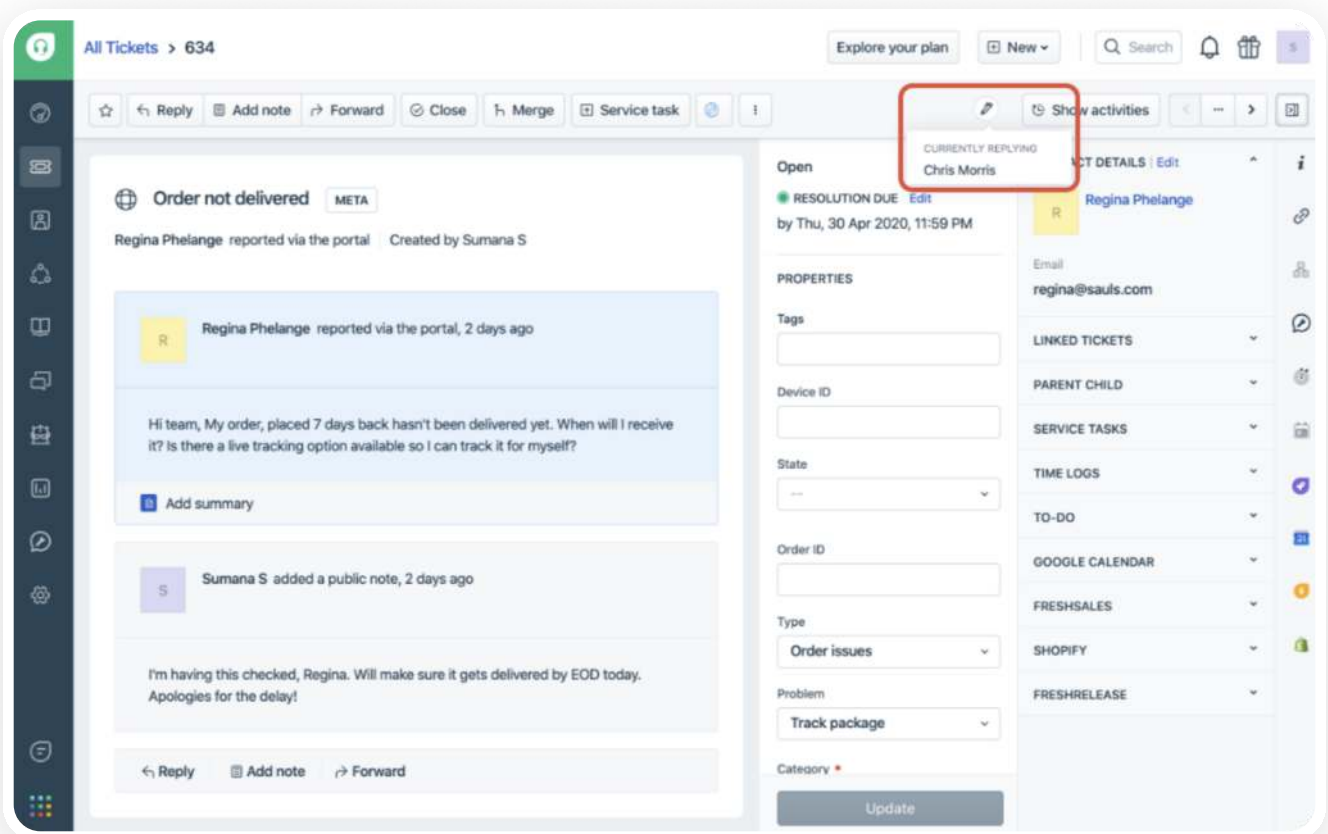 All Tickets > 634
Explore your plan
New
Search
S
Reply
Add note
Forward
Close
Merge
Service task
Show activities
CURRENTLY REPLYING
Chris Morris
Order not delivered
META
Regina Phelange reported via the portal
Created by Sumana S
R
Regina Phelange reported via the portal, 2 days ago
Hi team, My order, placed 7 days back hasn't been delivered yet. When will I receive
it? Is there a live tracking option available so I can track it for myself?
Add summary
S
Sumana S added a public note, 2 days ago
I'm having this checked, Regina. Will make sure it gets delivered by EOD today.
Apologies for the delay!
Reply
Add note
Forward
Open
RESOLUTION DUE Edit
by Thu, 30 Apr 2020, 11:59 PM
PROPERTIES
Tags
Device ID
State
--
Order ID
Type
Order issues
Problem
Track package
Category *
Update
DETAILS | Edit
R
Regina Phelange
Email
regina@sauls.com
LINKED TICKETS
PARENT CHILD
SERVICE TASKS
TIME LOGS
TO-DO
GOOGLE CALENDAR
FRESHSALES
SHOPIFY
FRESHRELEASE
31